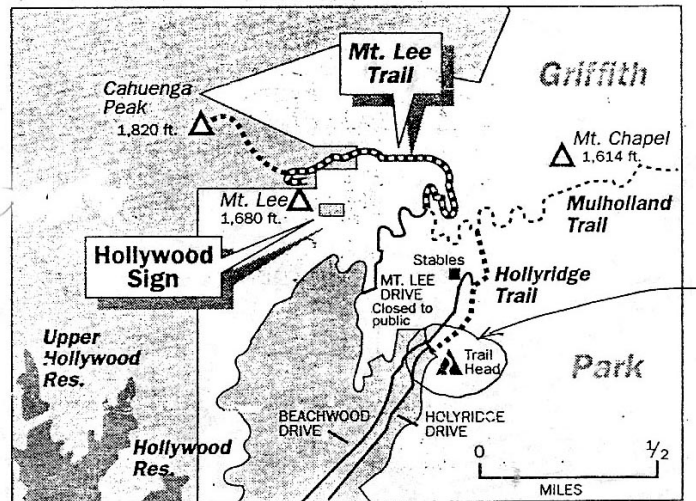 Mt. Lee
Trail
Griffith
Cahuenga
Peak
1,820 ft.
Mt. Chapel
1,614 ft.
Mt. Lee
1,680 ft.
Mulholland
Trail
Hollywood
Sign
Stables
Hollyridge
Trail
MT. LEE
DRIVE
Closed to
public
Upper
Hollywood
Res.
Trail
Head
Park
BEACHWOOD
DRIVE
HOLYRIDGE
DRIVE
Hollywood
Res.
0 1/2
MILES